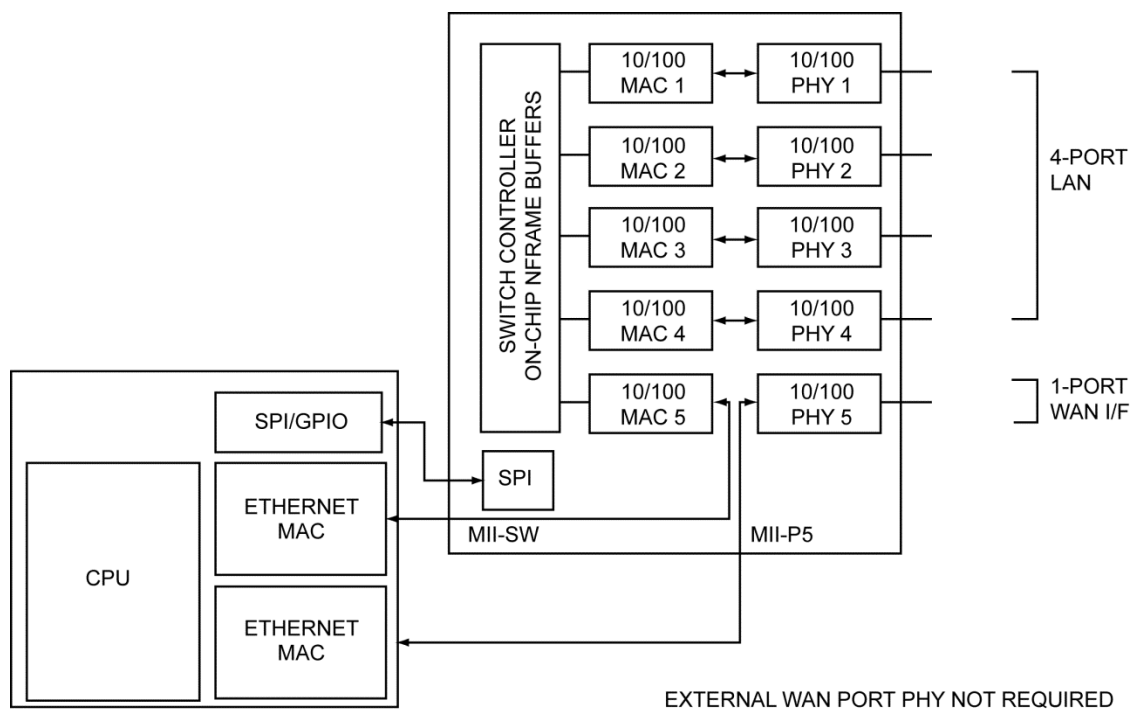 SWITCH CONTROLLER
ON-CHIP NFRAME BUFFERS
10/100
MAC 1
10/100
PHY 1
10/100
MAC 2
10/100
PHY 2
10/100
MAC 3
10/100
PHY 3
10/100
MAC 4
10/100
PHY 4
10/100
MAC 5
10/100
PHY 5
4-PORT
LAN
1-PORT
WAN I/F
SPI
MII-SW
MII-P5
SPI/GPIO
ETHERNET
MAC
CPU
ETHERNET
MAC
EXTERNAL WAN PORT PHY NOT REQUIRED